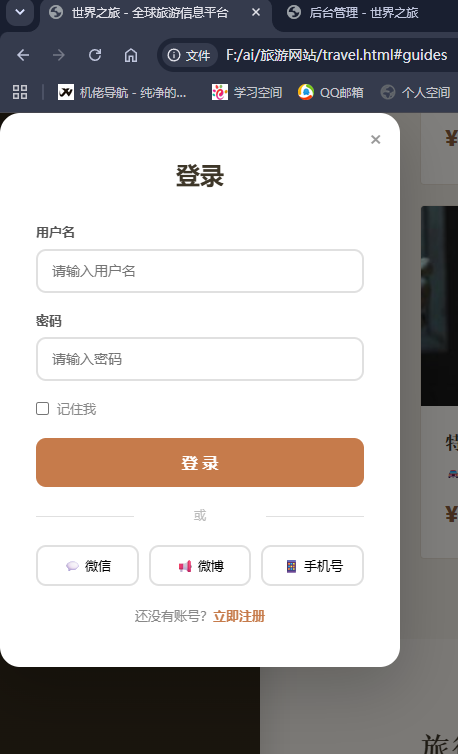 世界之旅 - 全球旅游信息平台
后台管理 - 世界之旅
文件 F:/ai/旅游网站/travel.html#guides
机佬导航 - 纯净的...
学习空间
QQ邮箱
个人空间
登录
用户名
请输入用户名
密码
请输入密码
记住我
登 录
或
微信
微博
手机号
还没有账号？立即注册
¥
¥